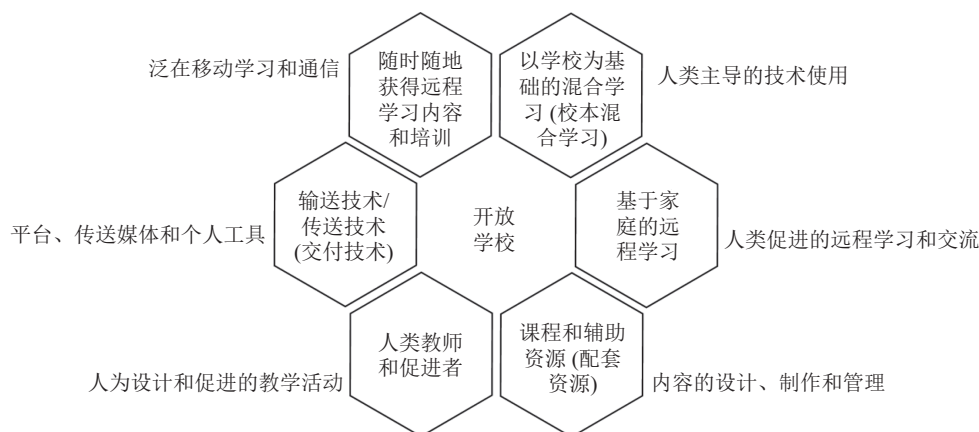 泛在移动学习和通信
随时随地
获得远程
学习内容
和培训
以学校为基
础的混合学
习 (校本混
合学习)
人类主导的技术使用
平台、传送媒体和个人工具
输送技术/
传送技术
(交付技术)
开放
学校
基于家
庭的远
程学习
人类促进的远程学习和交流
人为设计和促进的教学活动
人类教师
和促进者
课程和辅助
资源 (配套
资源)
内容的设计、制作和管理